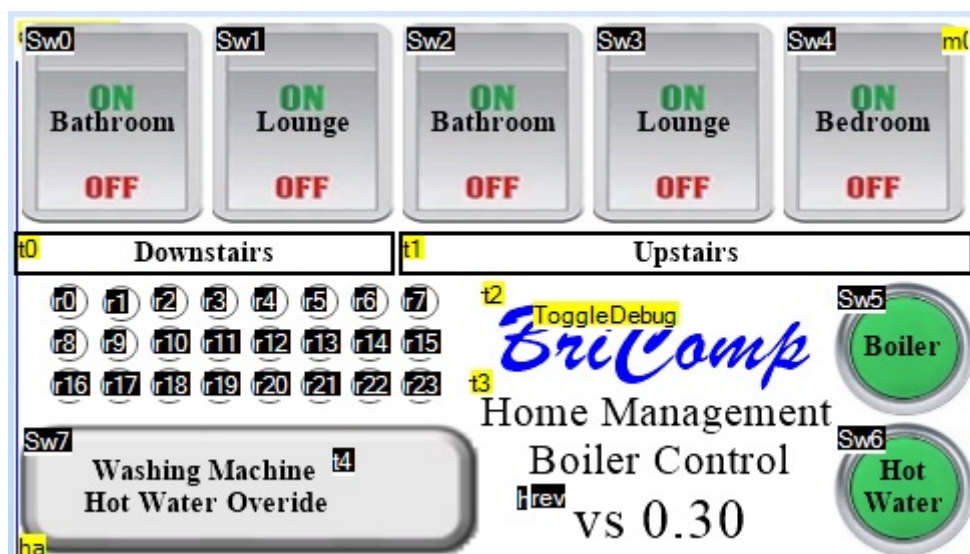 Sw0 Sw1 Sw2 Sw3 Sw4
ON ON ON ON ON
Bathroom Lounge Bathroom Lounge Bedroom
OFF OFF OFF OFF OFF
t0 Downstairs t1 Upstairs
r0 r1 r2 r3 r4 r5 r6 r7
r8 r9 r10 r11 r12 r13 r14 r15
r16 r17 r18 r19 r20 r21 r22 r23
t2
ToggleDebug
BriComp
t3
Home Management
Boiler Control
rev
vs 0.30
Sw5
Boiler
Sw6
Hot
Water
Sw7
Washing Machine t4
Hot Water Overide
ha